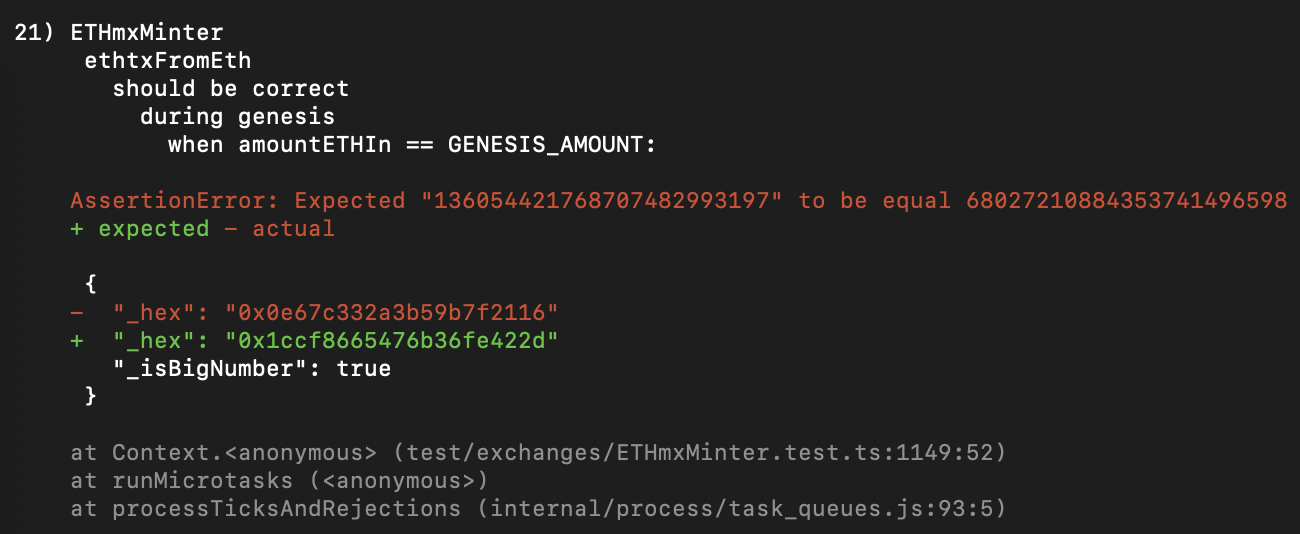 21) ETHmxMinter
ethtxFromEth
should be correct
during genesis
when amountETHIn == GENESIS_AMOUNT:
AssertionError: Expected "1360544217687074829​93197" to be equal 68027210884353741496598
+ expected - actual
{
- "_hex": "0x0e67c332a3b59b7f2116"
+ "_hex": "0x1ccf8665476b36fe422d"
"_isBigNumber": true
}
at Context.<anonymous> (test/exchanges/ETHmxMinter.test.ts:1149:52)
at runMicrotasks (<anonymous>)
at processTicksAndRejections (internal/process/task_queues.js:93:5)